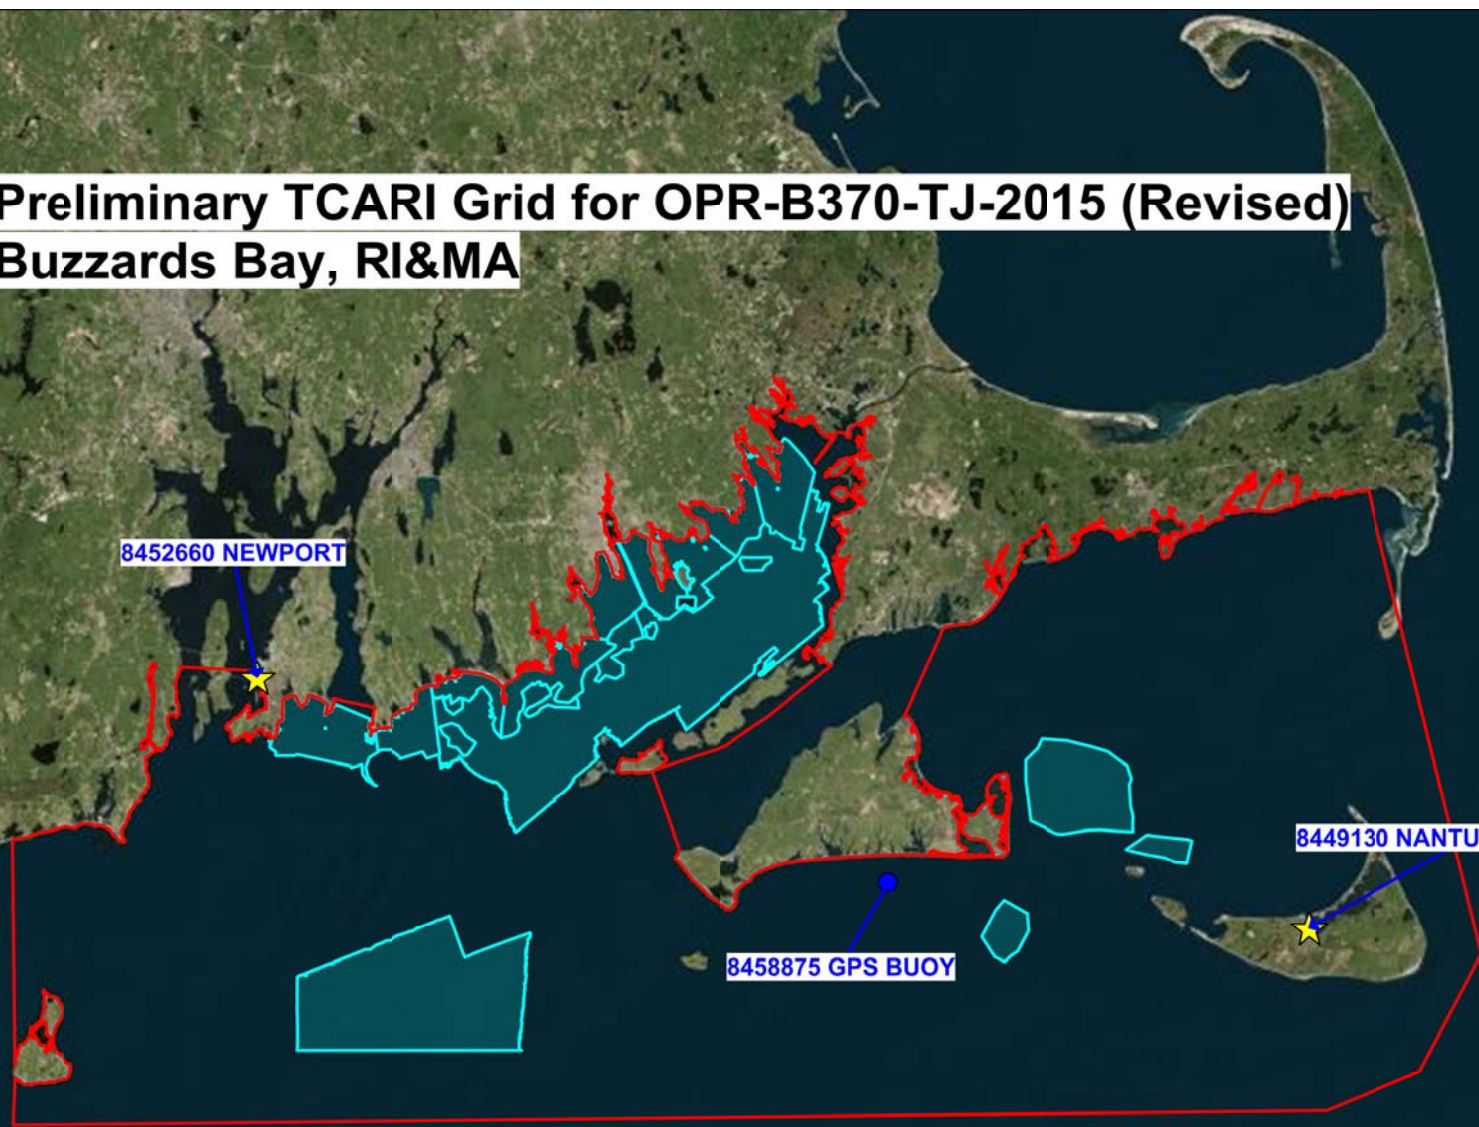 Preliminary TCARI Grid for OPR-B370-TJ-2015 (Revised)
Buzzards Bay, RI&MA
8452660 NEWPORT
8449130 NANTU
8458875 GPS BUOY